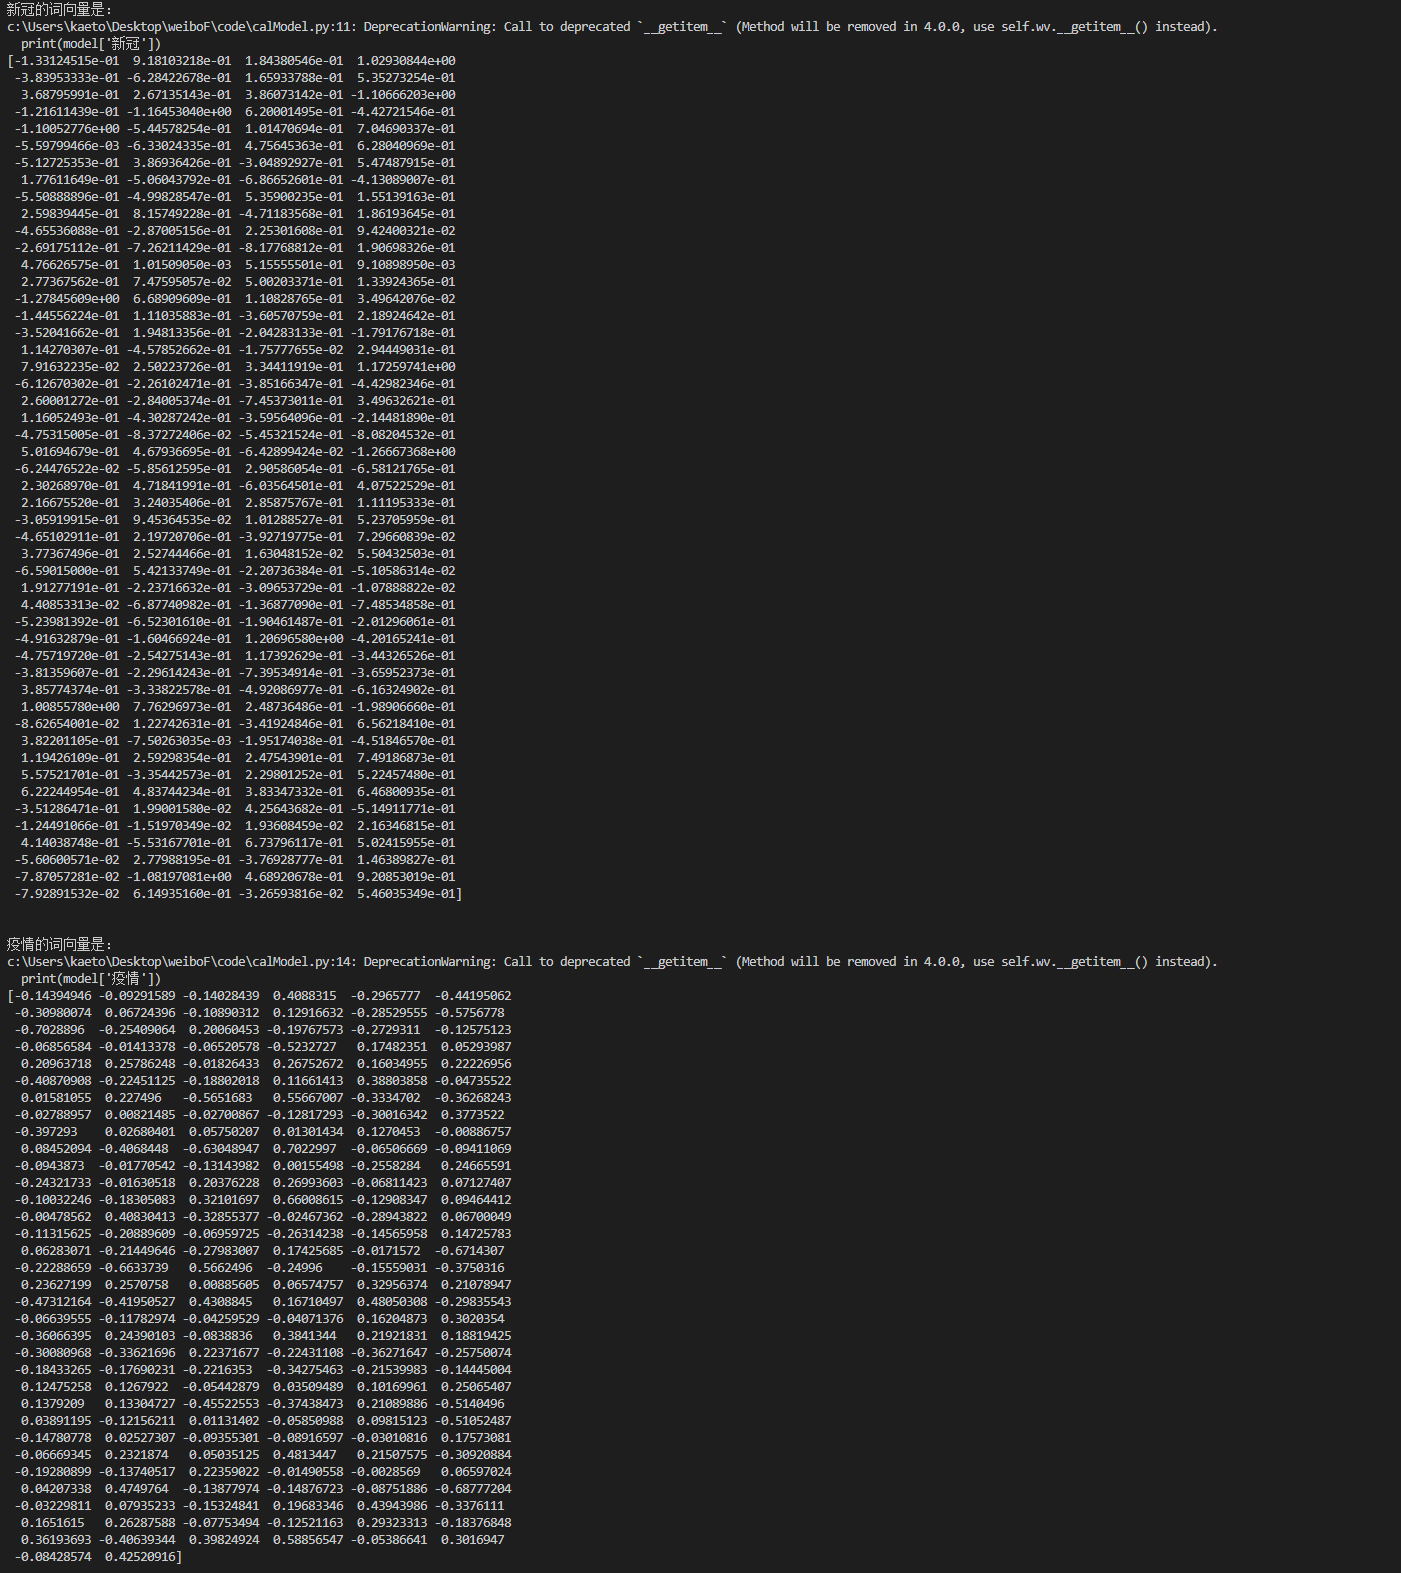 新冠的词向量是:
c:\Users\kaeto\Desktop\weiboF\code\calModel.py:11: DeprecationWarning: Call to deprecated `__getitem__` (Method will be removed in 4.0.0, use self.wv.__getitem__() instead).
  print(model['新冠'])
[-1.33124515e-01  9.18103218e-01  1.84380546e-01  1.02930844e+00
 -3.83953333e-01 -6.28422678e-01  1.65933788e-01  5.35273254e-01
  3.68795991e-01  2.67135143e-01  3.86073142e-01 -1.10666203e+00
 -1.21611439e-01 -1.16453040e+00  6.20001495e-01 -4.42721546e-01
 -1.10052776e+00 -5.44578254e-01  1.01470694e-01  7.04690337e-01
 -5.59799466e-03 -6.33024335e-01  4.75645363e-01  6.28040969e-01
 -5.12725353e-01  3.86936426e-01 -3.04892927e-01  5.47487915e-01
  1.77611649e-01 -5.06043792e-01 -6.86652601e-01 -4.13089007e-01
 -5.50888896e-01 -4.99828547e-01  5.35900235e-01  1.55139163e-01
  2.59839445e-01  8.15749228e-01 -4.71183568e-01  1.86193645e-01
 -4.65536088e-01 -2.87005156e-01  2.25301608e-01  9.42400321e-02
 -2.69175112e-01 -7.26211429e-01 -8.17768812e-01  1.90698326e-01
  4.76626575e-01  1.01509050e-03  5.15555501e-01  9.10898950e-03
  2.77367562e-01  7.47595057e-02  5.00203371e-01  1.33924365e-01
 -1.27845609e+00  6.68909609e-01  1.10828765e-01  3.49642076e-02
 -1.44556224e-01  1.11035883e-01 -3.60570759e-01  2.18924642e-01
 -3.52041662e-01  1.94813356e-01 -2.04283133e-01 -1.79176718e-01
  1.14270307e-01 -4.57852662e-01 -1.75777655e-02  2.94449031e-01
  7.91632235e-02  2.50223726e-01  3.34411919e-01  1.17259741e+00
 -6.12670302e-01 -2.26102471e-01 -3.85166347e-01 -4.42982346e-01
  2.60001272e-01 -2.84005374e-01 -7.45373011e-01  3.49632621e-01
  1.16052493e-01 -4.30287242e-01 -3.59564096e-01 -2.14481890e-01
 -4.75315005e-01 -8.37272406e-02 -5.45321524e-01 -8.08204532e-01
  5.01694679e-01  4.67936695e-01 -6.42899424e-02 -1.26667368e+00
 -6.24476522e-02 -5.85612595e-01  2.90586054e-01 -6.58121765e-01
  2.30268970e-01  4.71841991e-01 -6.03564501e-01  4.07522529e-01
  2.16675520e-01  3.24035406e-01  2.85875767e-01  1.11195333e-01
 -3.05919915e-01  9.45364535e-02  1.01288527e-01  5.23705959e-01
 -4.65102911e-01  2.19720706e-01 -3.92719775e-01  7.29660839e-02
  3.77367496e-01  2.52744466e-01  1.63048152e-02  5.50432503e-01
 -6.59015000e-01  5.42133749e-01 -2.20736384e-01 -5.10586314e-02
  1.91277191e-01 -2.23716632e-01 -3.09653729e-01 -1.07888822e-02
  4.40853313e-02 -6.87740982e-01 -1.36877090e-01 -7.48534858e-01
 -5.23981392e-01 -6.52301610e-01 -1.90461487e-01 -2.01296061e-01
 -4.91632879e-01 -1.60466924e-01  1.20696580e+00 -4.20165241e-01
 -4.75719720e-01 -2.54275143e-01  1.17392629e-01 -3.44326526e-01
 -3.81359607e-01 -2.29614243e-01 -7.39534914e-01 -3.65952373e-01
  3.85774374e-01 -3.33822578e-01 -4.92086977e-01 -6.16324902e-01
  1.00855780e+00  7.76296973e-01  2.48736486e-01 -1.98906660e-01
 -8.62654001e-02  1.22742631e-01 -3.41924846e-01  6.56218410e-01
  3.82201105e-01 -7.50263035e-03 -1.95174038e-01 -4.51846570e-01
  1.19426109e-01  2.59298354e-01  2.47543901e-01  7.49186873e-01
  5.57521701e-01 -3.35442573e-01  2.29801252e-01  5.22457480e-01
  6.22244954e-01  4.83744234e-01  3.83347332e-01  6.46800935e-01
 -3.51286471e-01  1.99001580e-02  4.25643682e-01 -5.14911771e-01
 -1.24491066e-01 -1.51970349e-02  1.93608459e-02  2.16346815e-01
  4.14038748e-01 -5.53167701e-01  6.73796117e-01  5.02415955e-01
 -5.60600571e-02  2.77988195e-01 -3.76928777e-01  1.46389827e-01
 -7.87057281e-02 -1.08197081e+00  4.68920678e-01  9.20853019e-01
 -7.92891532e-02  6.14935160e-01 -3.26593816e-02  5.46035349e-01]
疫情的词向量是:
c:\Users\kaeto\Desktop\weiboF\code\calModel.py:14: DeprecationWarning: Call to deprecated `__getitem__` (Method will be removed in 4.0.0, use self.wv.__getitem__() instead).
  print(model['疫情'])
[-0.14394946 -0.09291589 -0.14028439  0.4088315  -0.2965777  -0.44195062
 -0.30980074  0.06724396 -0.10890312  0.12916632 -0.28529555 -0.5756778
 -0.7028896  -0.25409064  0.20060453 -0.19767573 -0.2729311  -0.12575123
 -0.06856584 -0.01413378 -0.06520578 -0.5232727   0.17482351  0.05293987
  0.20963718  0.25786248 -0.01826433  0.26752672  0.16034955  0.22226956
 -0.40870908 -0.22451125 -0.18802018  0.11661413  0.38803858 -0.04735522
  0.01581055  0.227496   -0.5651683   0.55667007 -0.3334702  -0.36268243
 -0.02788957  0.00821485 -0.02700867 -0.12817293 -0.30016342  0.3773522
 -0.397293    0.02680401  0.05750207  0.01301434  0.1270453  -0.00886757
  0.08452094 -0.4068448  -0.63048947  0.7022997  -0.06506669 -0.09411069
 -0.0943873  -0.01770542 -0.13143982  0.00155498 -0.2558284   0.24665591
 -0.24321733 -0.01630518  0.20376228  0.26993603 -0.06811423  0.07127407
 -0.10032246 -0.18305083  0.32101697  0.66008615 -0.12908347  0.09464412
 -0.00478562  0.40830413 -0.32855377 -0.02467362 -0.28943822  0.06700049
 -0.11315625 -0.20889609 -0.06959725 -0.26314238 -0.14565958  0.14725783
  0.06283071 -0.21449646 -0.27983007  0.17425685 -0.0171572  -0.6714307
 -0.22288659 -0.6633739   0.5662496  -0.24996    -0.15559031 -0.3750316
  0.23627199  0.2570758   0.00885605  0.06574757  0.32956374  0.21078947
 -0.47312164 -0.41950527  0.4308845   0.16710497  0.48050308 -0.29835543
 -0.06639555 -0.11782974 -0.04259529 -0.04071376  0.16204873  0.3020354
 -0.36066395  0.24390103 -0.0838836   0.3841344   0.21921831  0.18819425
 -0.30080968 -0.33621696  0.22371677 -0.22431108 -0.36271647 -0.25750074
 -0.18433265 -0.17690231 -0.2216353  -0.34275463 -0.21539983 -0.14445004
  0.12475258  0.1267922  -0.05442879  0.03509489  0.10169961  0.25065407
  0.1379209   0.13304727 -0.45522553 -0.37438473  0.21089886 -0.5140496
  0.03891195 -0.12156211  0.01131402 -0.05850988  0.09815123 -0.51052487
 -0.14780778  0.02527307 -0.09355301 -0.08916597 -0.03010816  0.17573081
 -0.06669345  0.2321874   0.05035125  0.4813447   0.21507575 -0.30920884
 -0.19280899 -0.13740517  0.22359022 -0.01490558 -0.0028569   0.06597024
  0.04207338  0.4749764  -0.13877974 -0.14876723 -0.08751886 -0.68777204
 -0.03229811  0.07935233 -0.15324841  0.19683346  0.43943986 -0.3376111
  0.1651615   0.26287588 -0.07753494 -0.12521163  0.29323313 -0.18376848
  0.36193693 -0.40639344  0.39824924  0.58856547 -0.05386641  0.3016947
 -0.08428574  0.42520916]